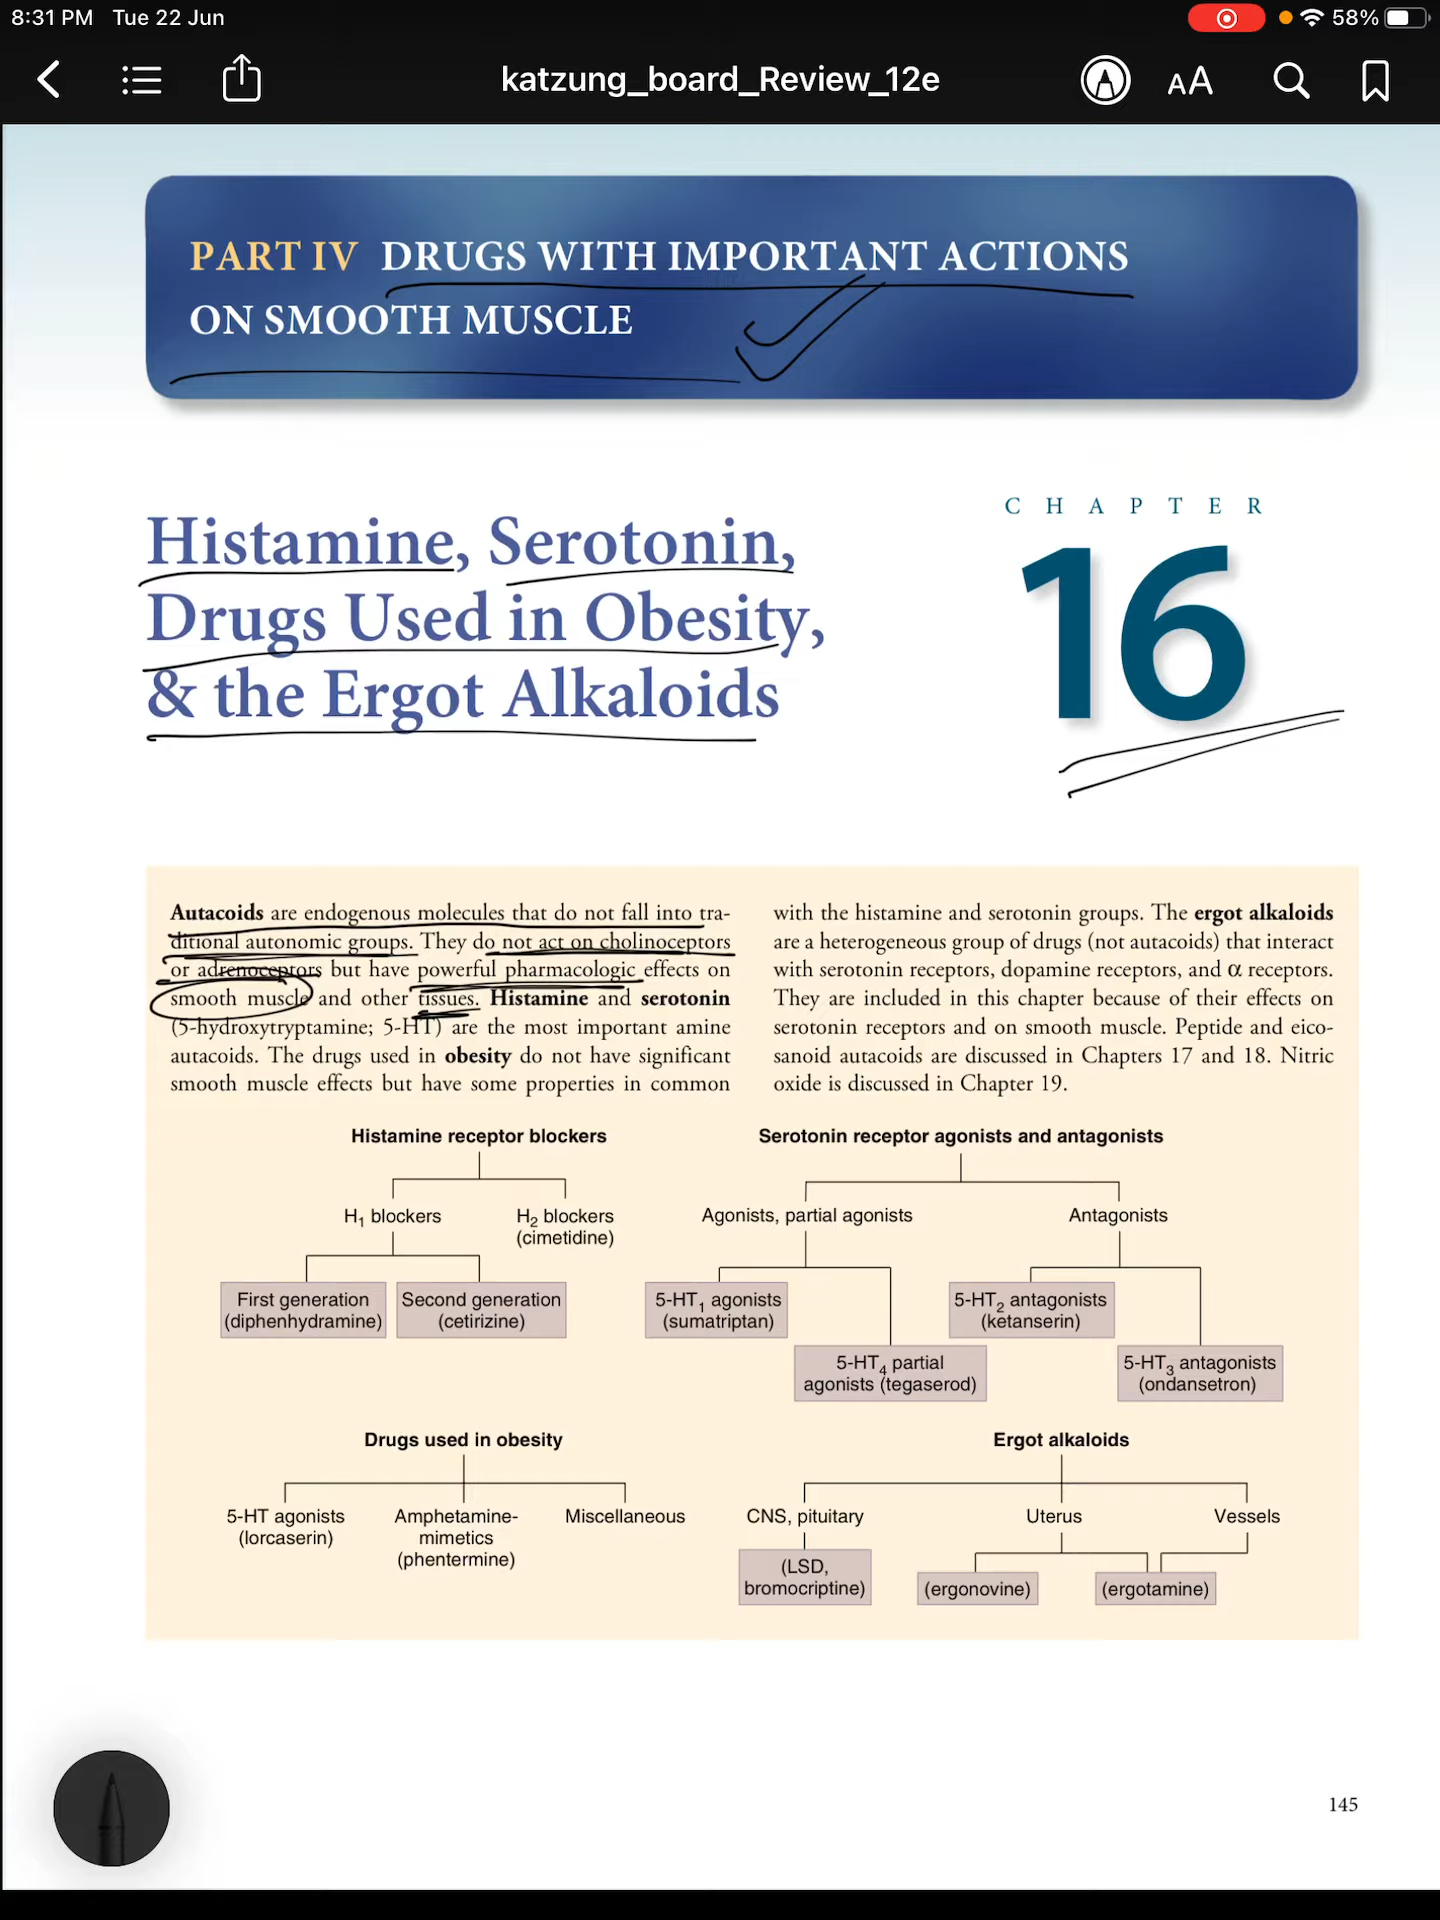 8:31 PM Tue 22 Jun
58%
katzung_board_Review_12e
AA
PART IV DRUGS WITH IMPORTANT ACTIONS
ON SMOOTH MUSCLE
CHAPTER
16
Histamine, Serotonin,
Drugs Used in Obesity,
& the Ergot Alkaloids
Autacoids are endogenous molecules that do not fall into tra-
ditional autonomic groups. They do not act on cholinoceptors
or adrenoceptors but have powerful pharmacologic effects on
smooth muscle and other tissues. Histamine and serotonin
(5-hydroxytryptamine; 5-HT) are the most important amine
autacoids. The drugs used in obesity do not have significant
smooth muscle effects but have some properties in common
with the histamine and serotonin groups. The ergot alkaloids
are a heterogeneous group of drugs (not autacoids) that interact
with serotonin receptors, dopamine receptors, and α receptors.
They are included in this chapter because of their effects on
serotonin receptors and on smooth muscle. Peptide and eico-
sanoid autacoids are discussed in Chapters 17 and 18. Nitric
oxide is discussed in Chapter 19.
Histamine receptor blockers
H₁ blockers
H₂ blockers
(cimetidine)
First generation
(diphenhydramine)
Second generation
(cetirizine)
Serotonin receptor agonists and antagonists
Agonists, partial agonists
Antagonists
5-HT₁ agonists
(sumatriptan)
5-HT₄ partial
agonists (tegaserod)
5-HT₂ antagonists
(ketanserin)
5-HT₃ antagonists
(ondansetron)
Drugs used in obesity
5-HT agonists
(lorcaserin)
Amphetamine-
mimetics
(phentermine)
Miscellaneous
Ergot alkaloids
CNS, pituitary
Uterus
Vessels
(LSD,
bromocriptine)
(ergonovine)
(ergotamine)
145